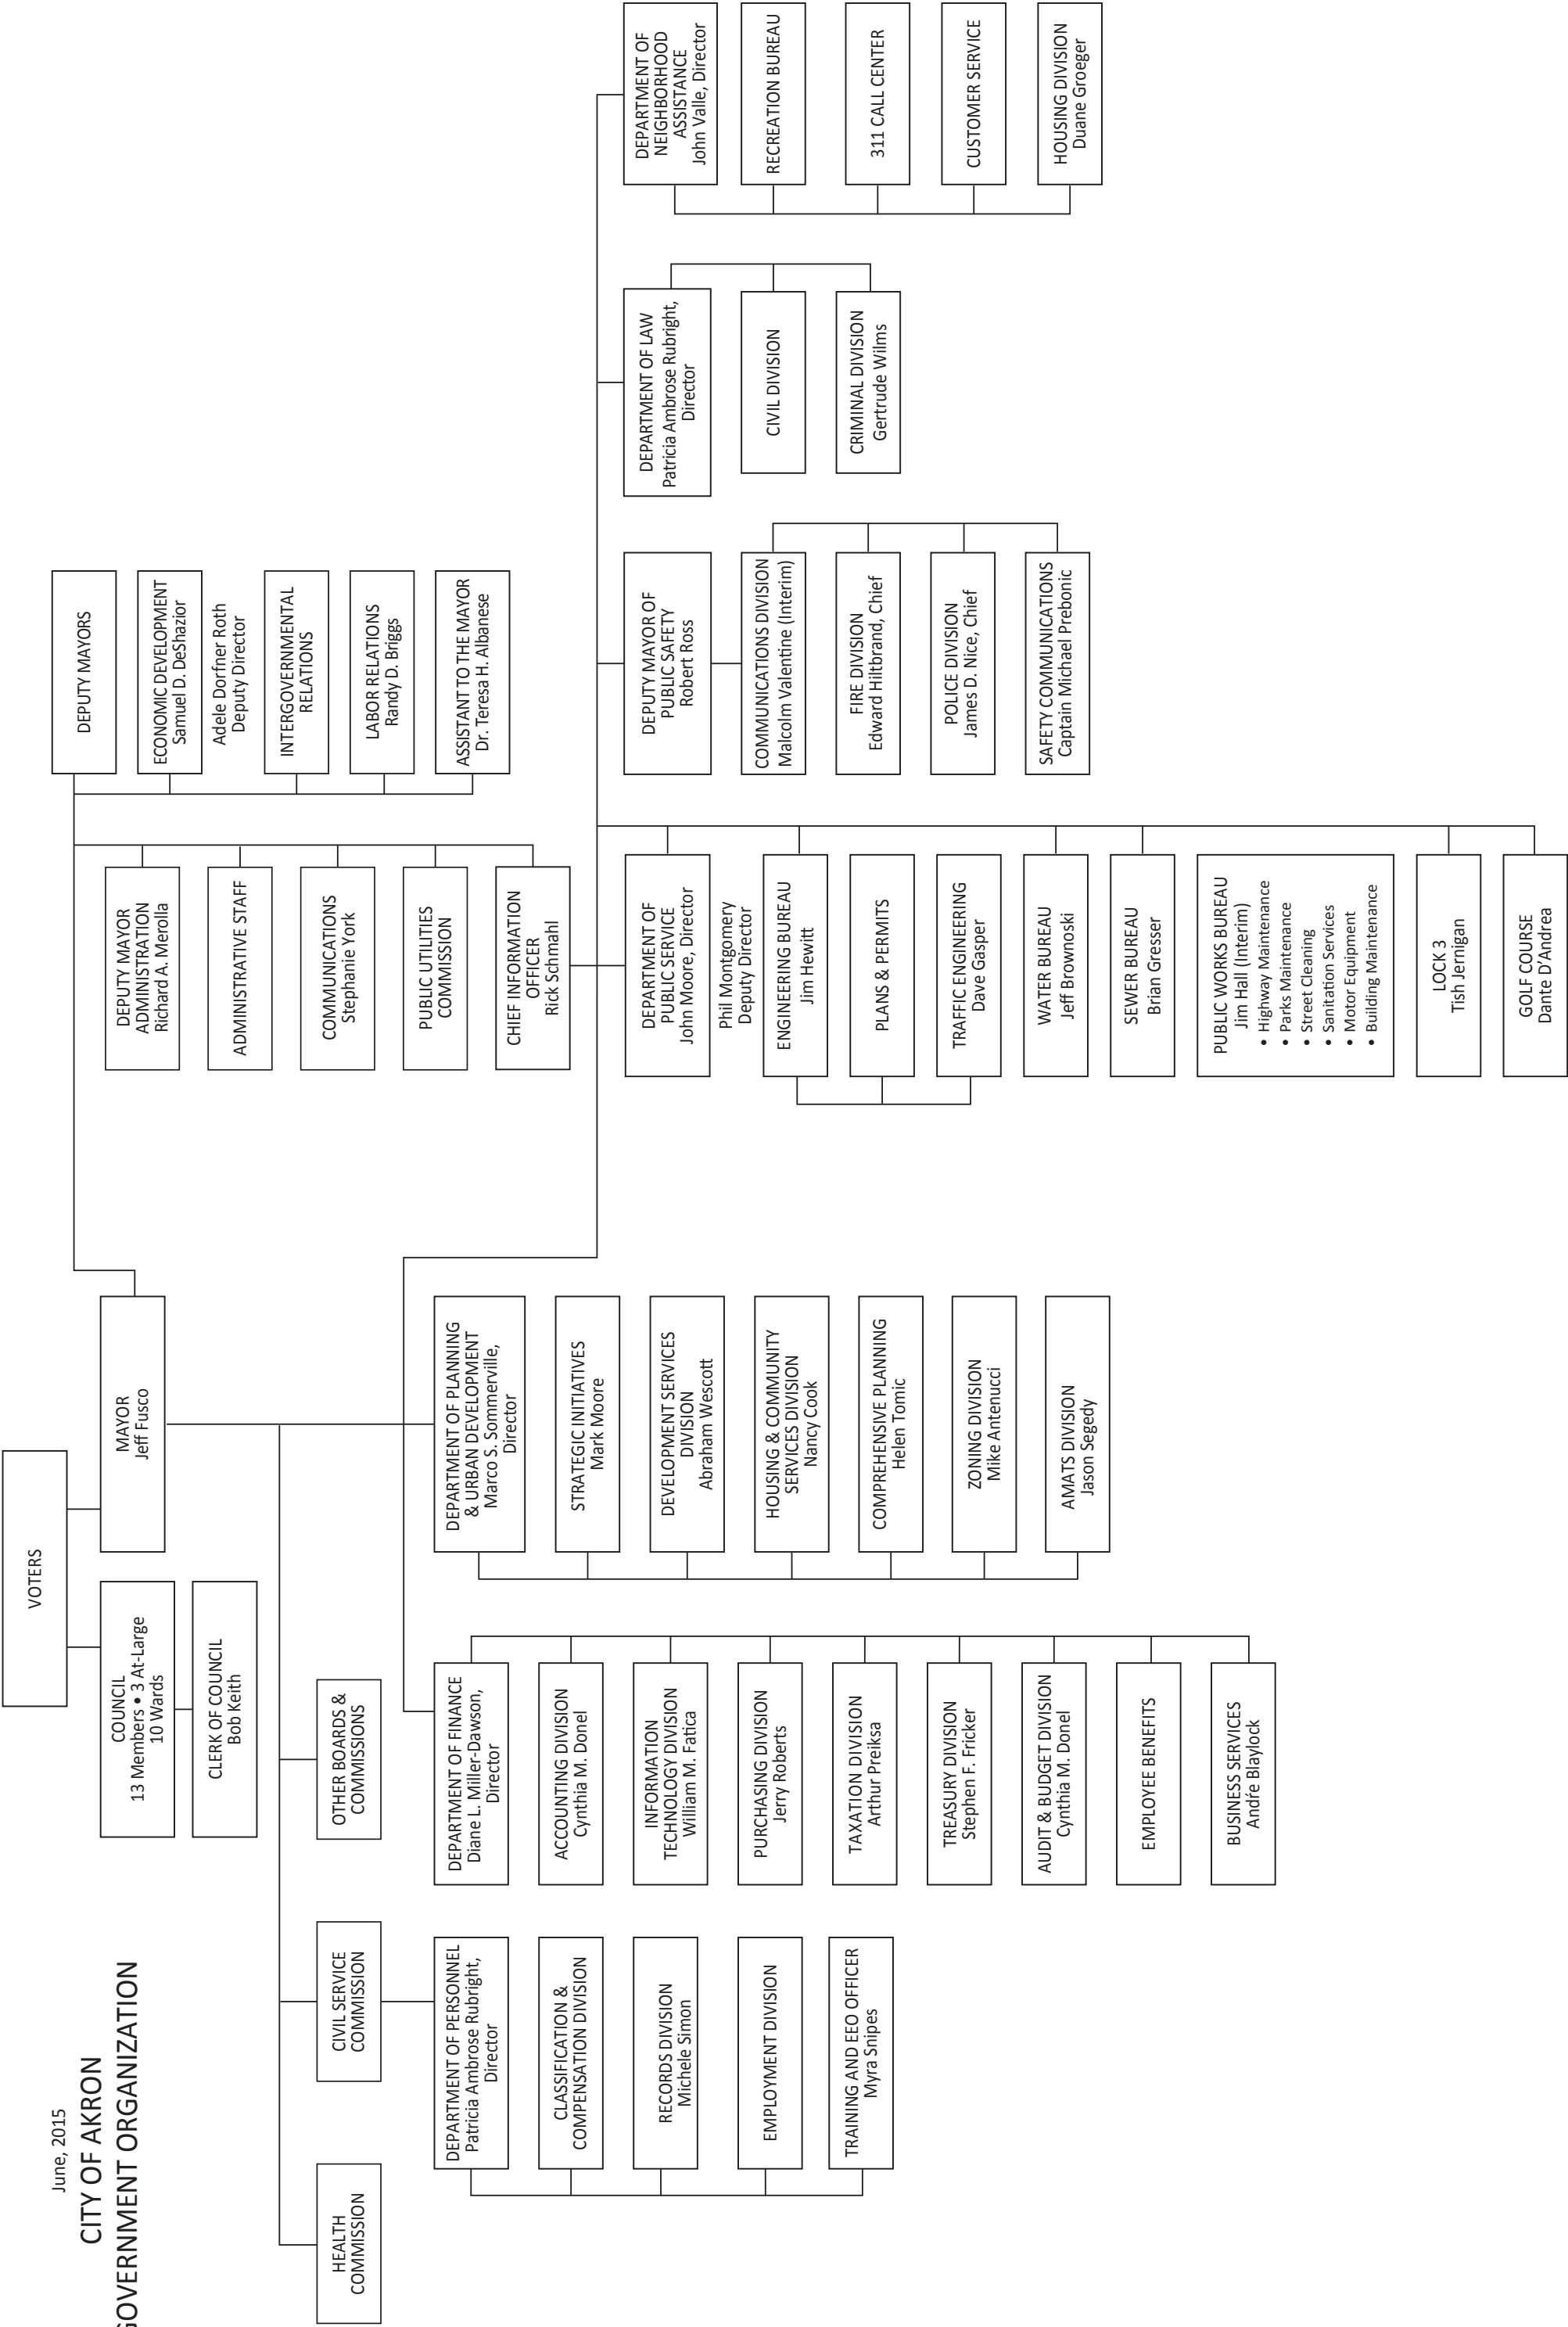 June, 2015
CITY OF AKRON
GOVERNMENT ORGANIZATION
VOTERS
COUNCIL
13 Members • 3 At-Large
10 Wards
CLERK OF COUNCIL
Bob Keith
MAYOR
Jeff Fusco
DEPUTY MAYORS
ECONOMIC DEVELOPMENT
Samuel D. DeShazior
Adele Dorfner Roth
Deputy Director
INTERGOVERNMENTAL
RELATIONS
LABOR RELATIONS
Randy D. Briggs
ASSISTANT TO THE MAYOR
Dr. Teresa H. Albanese
DEPUTY MAYOR
ADMINISTRATION
Richard A. Merolla
ADMINISTRATIVE STAFF
COMMUNICATIONS
Stephanie York
PUBLIC UTILITIES
COMMISSION
CHIEF INFORMATION
OFFICER
Rick Schmahl
HEALTH
COMMISSION
CIVIL SERVICE
COMMISSION
OTHER BOARDS &
COMMISSIONS
DEPARTMENT OF PERSONNEL
Patricia Ambrose Rubright,
Director
CLASSIFICATION &
COMPENSATION DIVISION
RECORDS DIVISION
Michele Simon
EMPLOYMENT DIVISION
TRAINING AND EEO OFFICER
Myra Snipes
DEPARTMENT OF FINANCE
Diane L. Miller-Dawson,
Director
ACCOUNTING DIVISION
Cynthia M. Donel
INFORMATION
TECHNOLOGY DIVISION
William M. Fatica
PURCHASING DIVISION
Jerry Roberts
TAXATION DIVISION
Arthur Preiksa
TREASURY DIVISION
Stephen F. Fricker
AUDIT & BUDGET DIVISION
Cynthia M. Donel
EMPLOYEE BENEFITS
BUSINESS SERVICES
Andŕe Blaylock
DEPARTMENT OF PLANNING
& URBAN DEVELOPMENT
Marco S. Sommerville,
Director
STRATEGIC INITIATIVES
Mark Moore
DEVELOPMENT SERVICES
DIVISION
Abraham Wescott
HOUSING & COMMUNITY
SERVICES DIVISION
Nancy Cook
COMPREHENSIVE PLANNING
Helen Tomic
ZONING DIVISION
Mike Antenucci
AMATS DIVISION
Jason Segedy
DEPARTMENT OF
PUBLIC SERVICE
John Moore, Director
Phil Montgomery
Deputy Director
ENGINEERING BUREAU
Jim Hewitt
PLANS & PERMITS
TRAFFIC ENGINEERING
Dave Gasper
WATER BUREAU
Jeff Brownoski
SEWER BUREAU
Brian Gresser
PUBLIC WORKS BUREAU
Jim Hall (Interim)
• Highway Maintenance
• Parks Maintenance
• Street Cleaning
• Sanitation Services
• Motor Equipment
• Building Maintenance
LOCK 3
Tish Jernigan
GOLF COURSE
Dante D'Andrea
DEPUTY MAYOR OF
PUBLIC SAFETY
Robert Ross
COMMUNICATIONS DIVISION
Malcolm Valentine (Interim)
FIRE DIVISION
Edward Hiltbrand, Chief
POLICE DIVISION
James D. Nice, Chief
SAFETY COMMUNICATIONS
Captain Michael Prebonic
DEPARTMENT OF LAW
Patricia Ambrose Rubright,
Director
CIVIL DIVISION
CRIMINAL DIVISION
Gertrude Wilms
DEPARTMENT OF
NEIGHBORHOOD
ASSISTANCE
John Valle, Director
RECREATION BUREAU
311 CALL CENTER
CUSTOMER SERVICE
HOUSING DIVISION
Duane Groeger